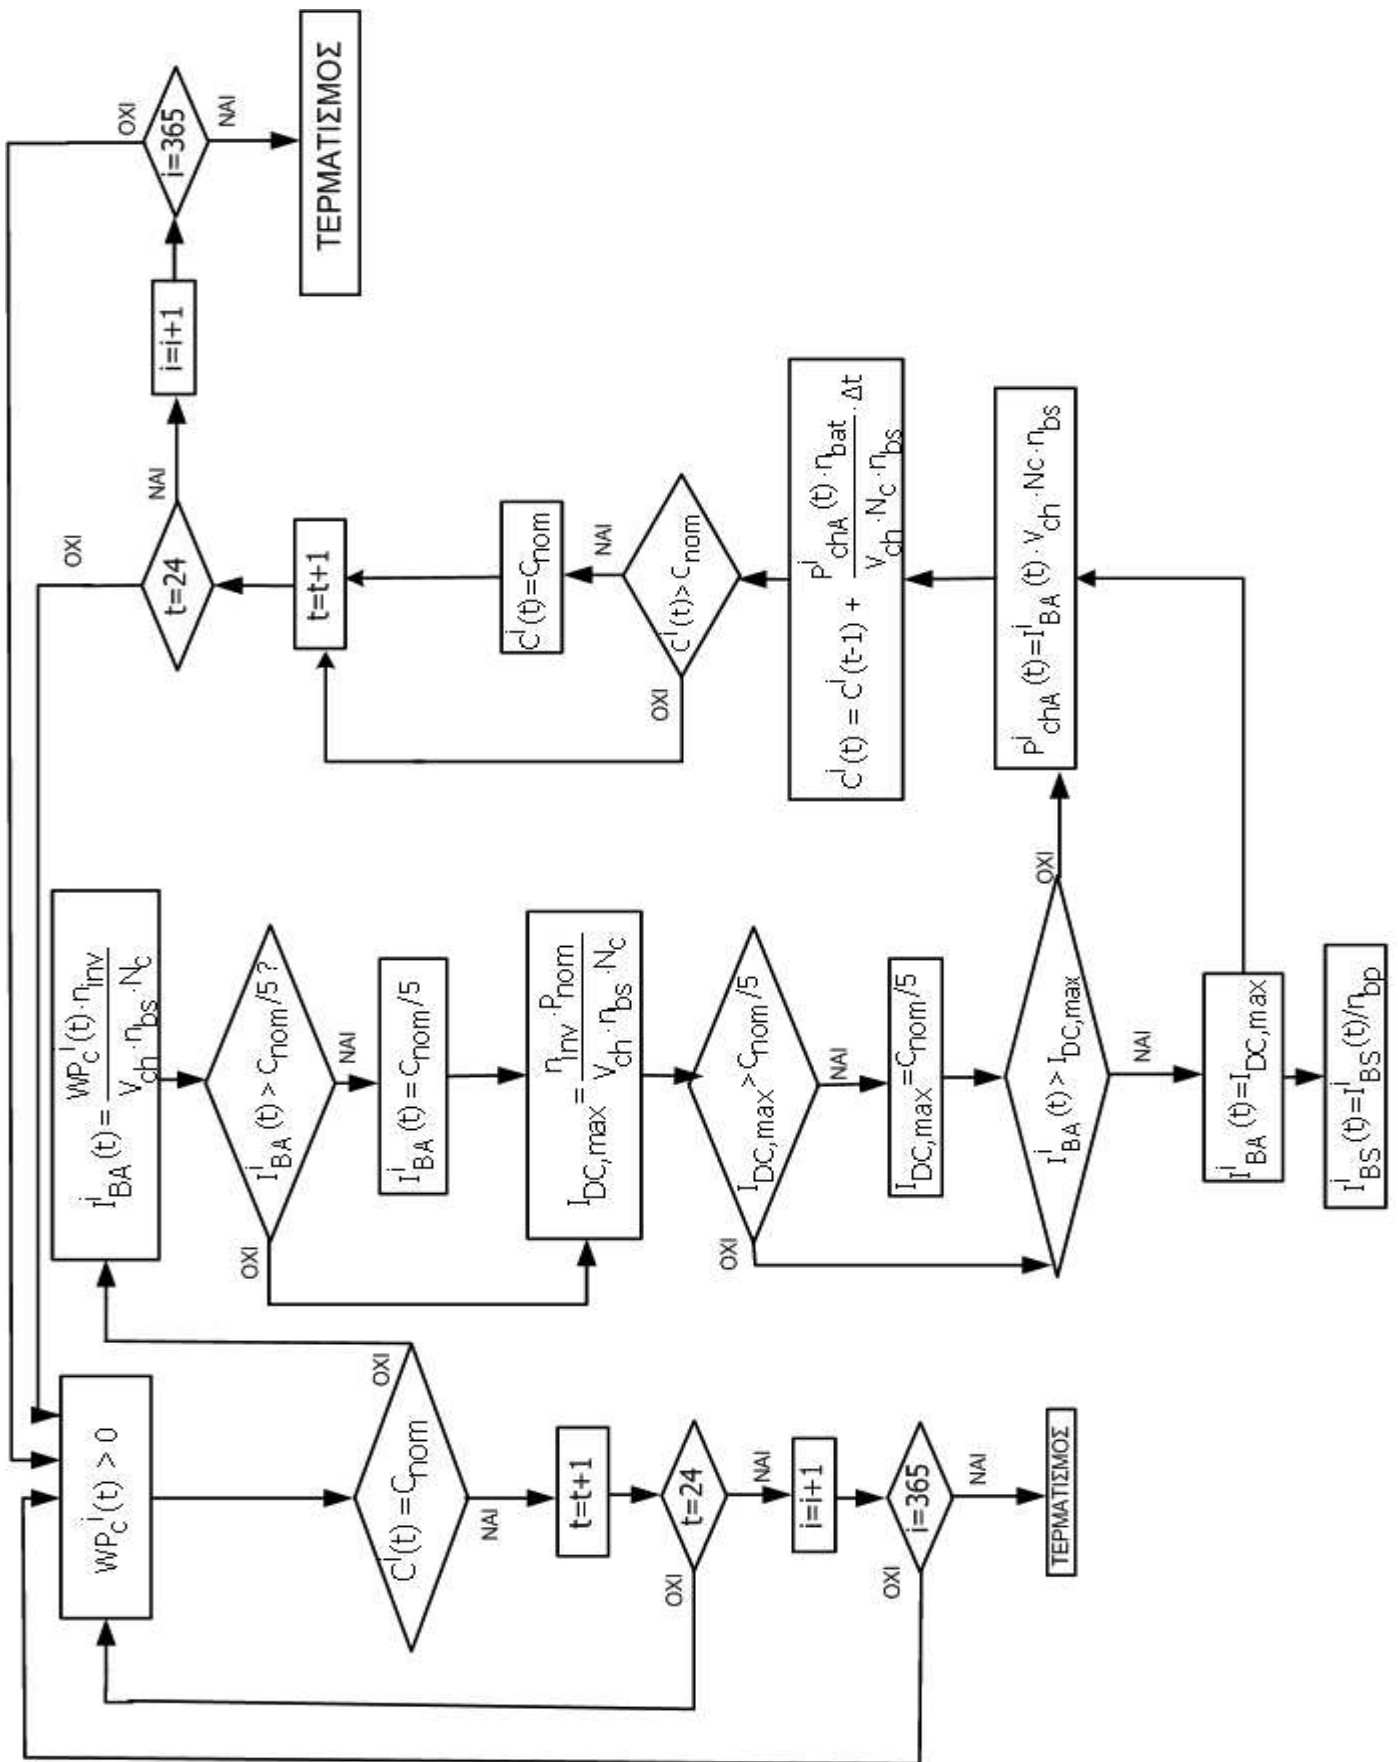 WP_C^i(t) > 0
C^i(t) = C_nom
ΟΧΙ
ΝΑΙ
t=t+1
t=24
ΟΧΙ
ΝΑΙ
i=i+1
i=365
ΟΧΙ
ΝΑΙ
ΤΕΡΜΑΤΙΣΜΟΣ
I^i_BA(t) = WP_C^i(t)·n_inv / V_ch·n_bs·N_C
I^i_BA(t) > C_nom/5 ?
ΟΧΙ
ΝΑΙ
I^i_BA(t) = C_nom/5
I_DC,max = n_inv·P_nom / V_ch·n_bs·N_C
I_DC,max > C_nom/5
ΟΧΙ
ΝΑΙ
I_DC,max = C_nom/5
I^i_BA(t) > I_DC,max
ΟΧΙ
ΝΑΙ
I^i_BA(t)=I_DC,max
I^i_BS(t)=I^i_BS(t)/n_bp
P^i_chA(t)=I^i_BA(t)·V_ch·Nc·n_bs
C^i(t) = C^i(t-1) + P^i_chA(t)·n_bat / V_ch·N_C·n_bs ·Δt
C^i(t)>C_nom
ΟΧΙ
ΝΑΙ
C^i(t)=C_nom
t=t+1
t=24
ΟΧΙ
ΝΑΙ
i=i+1
i=365
ΟΧΙ
ΝΑΙ
ΤΕΡΜΑΤΙΣΜΟΣ